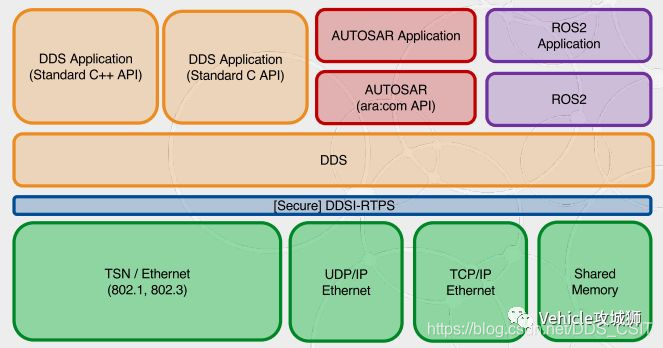 DDS Application
(Standard C++ API)
DDS Application
(Standard C API)
AUTOSAR Application
ROS2
Application
AUTOSAR
(ara:com API)
ROS2
DDS
[Secure] DDSI-RTPS
TSN / Ethernet
(802.1, 802.3)
UDP/IP
Ethernet
TCP/IP
Ethernet
Shared
Memory
Vehicle攻城狮
https://blog.csdn.net/DDS_CSIT